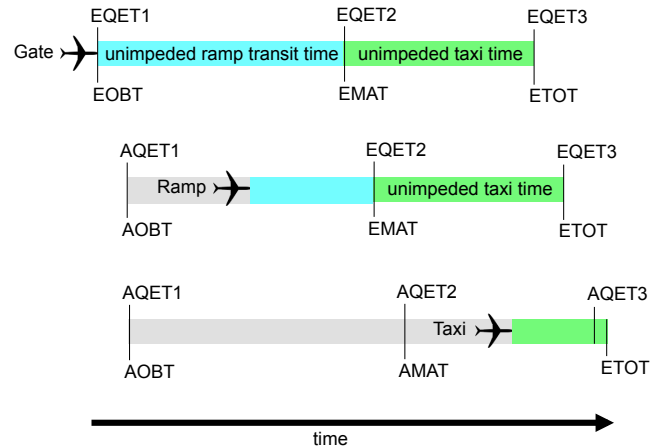 EQET1 EQET2 EQET3
Gate unimpeded ramp transit time unimpeded taxi time
EOBT EMAT ETOT
AQET1 EQET2 EQET3
Ramp unimpeded taxi time
AOBT EMAT ETOT
AQET1 AQET2 AQET3
Taxi
AOBT AMAT ETOT
time